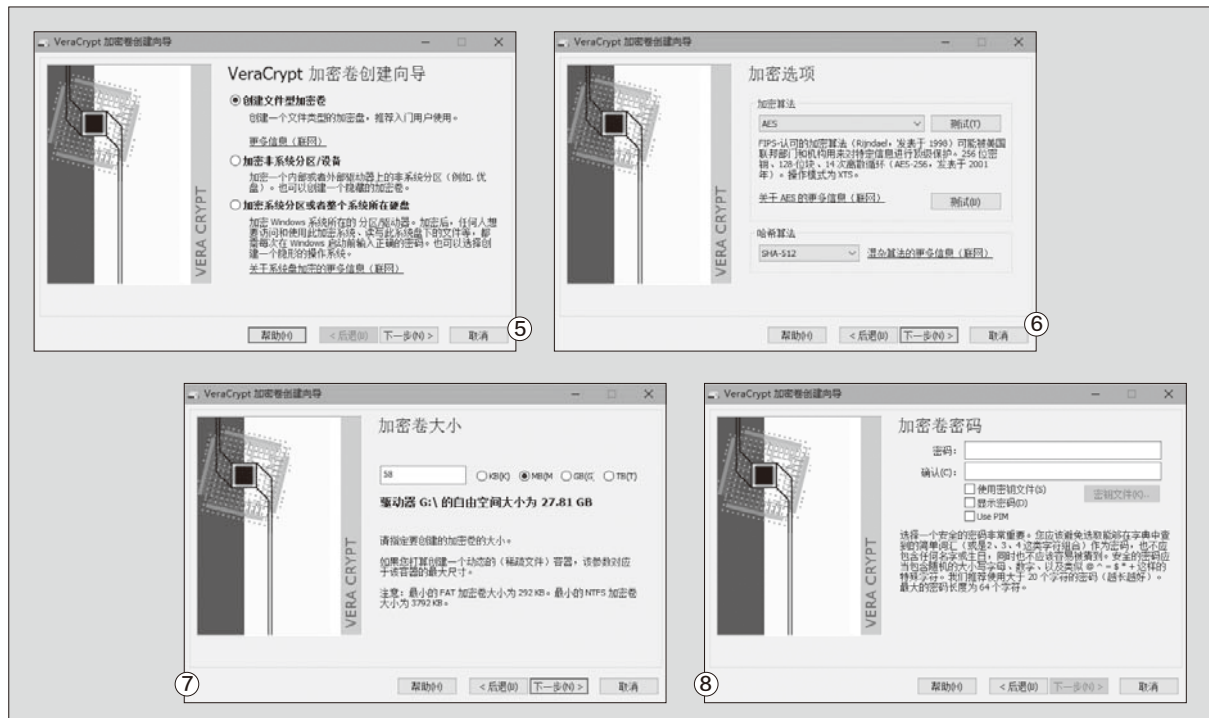 VeraCrypt 加密卷创建向导
VERA CRYPT
VeraCrypt 加密卷创建向导
创建文件型加密卷
创建一个文件类型的加密盘，推荐入门用户使用。
更多信息（联网）
加密非系统分区/设备
加密一个内部或者外部驱动器上的非系统分区（例如. 优
盘）。也可以创建一个隐藏的加密卷。
加密系统分区或者整个系统所在硬盘
加密 Windows 系统所在的 分区/驱动器。加密后，任何人想
要访问和使用此加密系统、读写此系统盘下的文件等，都
需每次在 Windows 启动前输入正确的密码。也可以选择创
建一个隐形的操作系统。
关于系统盘加密的更多信息（联网）
帮助(H)
< 后退(B)
下一步(N) >
取消
⑤
VeraCrypt 加密卷创建向导
VERA CRYPT
加密选项
加密算法
AES
测试(T)
FIPS-认可的加密算法（Rijndael，发表于 1998）可能被美国
联邦部门和机构用来对特密信息进行顶级保护。256 位密
钥、128-位块、14 次离散循环（AES-256，发表于 2001
年）。操作模式为 XTS。
关于 AES 的更多信息（联网）
测试(B)
哈希算法
SHA-512
混杂算法的更多信息（联网）
帮助(H)
< 后退(B)
下一步(N) >
取消
⑥
VeraCrypt 加密卷创建向导
VERA CRYPT
加密卷大小
58
KB(K)
MB(M
GB(G
TB(T)
驱动器 G:\ 的自由空间大小为 27.81 GB
请指定要创建的加密卷的大小。
如果您打算创建一个动态的（稀疏文件）容器，该参数对应
于该容器的最大尺寸。
注意：最小的 FAT 加密卷大小为 292 KB。最小的 NTFS 加密卷
大小为 3792 KB。
帮助(H)
< 后退(B)
下一步(N) >
取消
⑦
VeraCrypt 加密卷创建向导
VERA CRYPT
加密卷密码
密码：
确认(C)：
使用密钥文件(S)
密钥文件(K)...
显示密码(D)
Use PIM
选择一个安全的密码非常重要。您应该避免选取能够在字典中查
到的简单词汇（或是2、3、4 这类字符组合）作为密码，也不应
包含任何名字或生日，同时也不应该容易被猜到。安全的密码应
当包含随机的大小写字母、数字、以及类似 @ ^ = $ * + 这样的
特殊字符。我们推荐使用大于 20 个字符的密码（越长越好）。
最大的密码长度为 64 个字符。
帮助(H)
< 后退(B)
下一步(N) >
取消
⑧